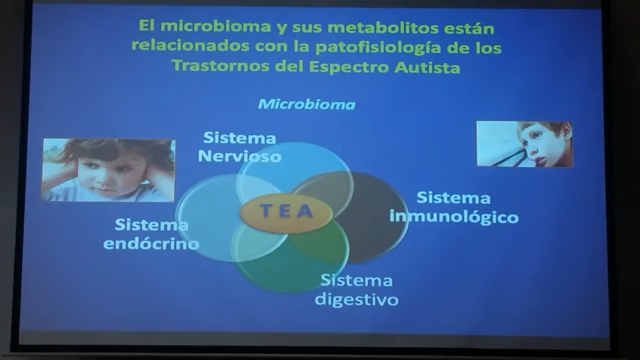 El microbioma y sus metabolitos están
relacionados con la patofisiología de los
Trastornos del Espectro Autista
Microbioma
Sistema
Nervioso
TEA
Sistema
inmunológico
Sistema
endócrino
Sistema
digestivo